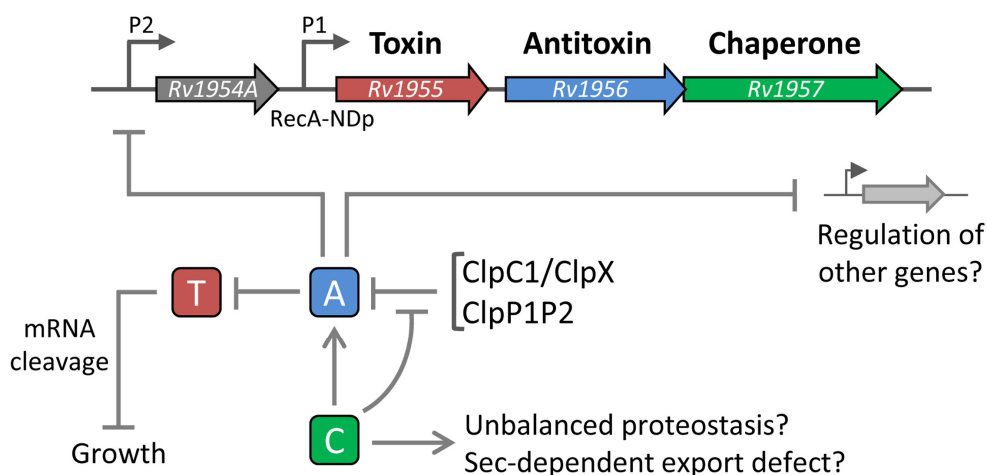 P2
P1
Toxin
Antitoxin
Chaperone
Rv1954A
Rv1955
Rv1956
Rv1957
RecA-NDp
Regulation of
other genes?
ClpC1/ClpX
ClpP1P2
T
A
mRNA
cleavage
Growth
C
Unbalanced proteostasis?
Sec-dependent export defect?